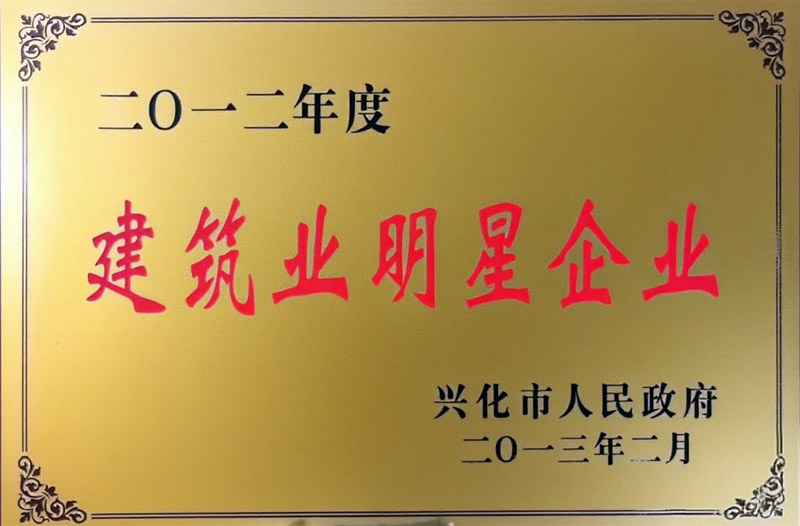 二〇一二年度
建筑业明星企业
兴化市人民政府
二〇一三年二月